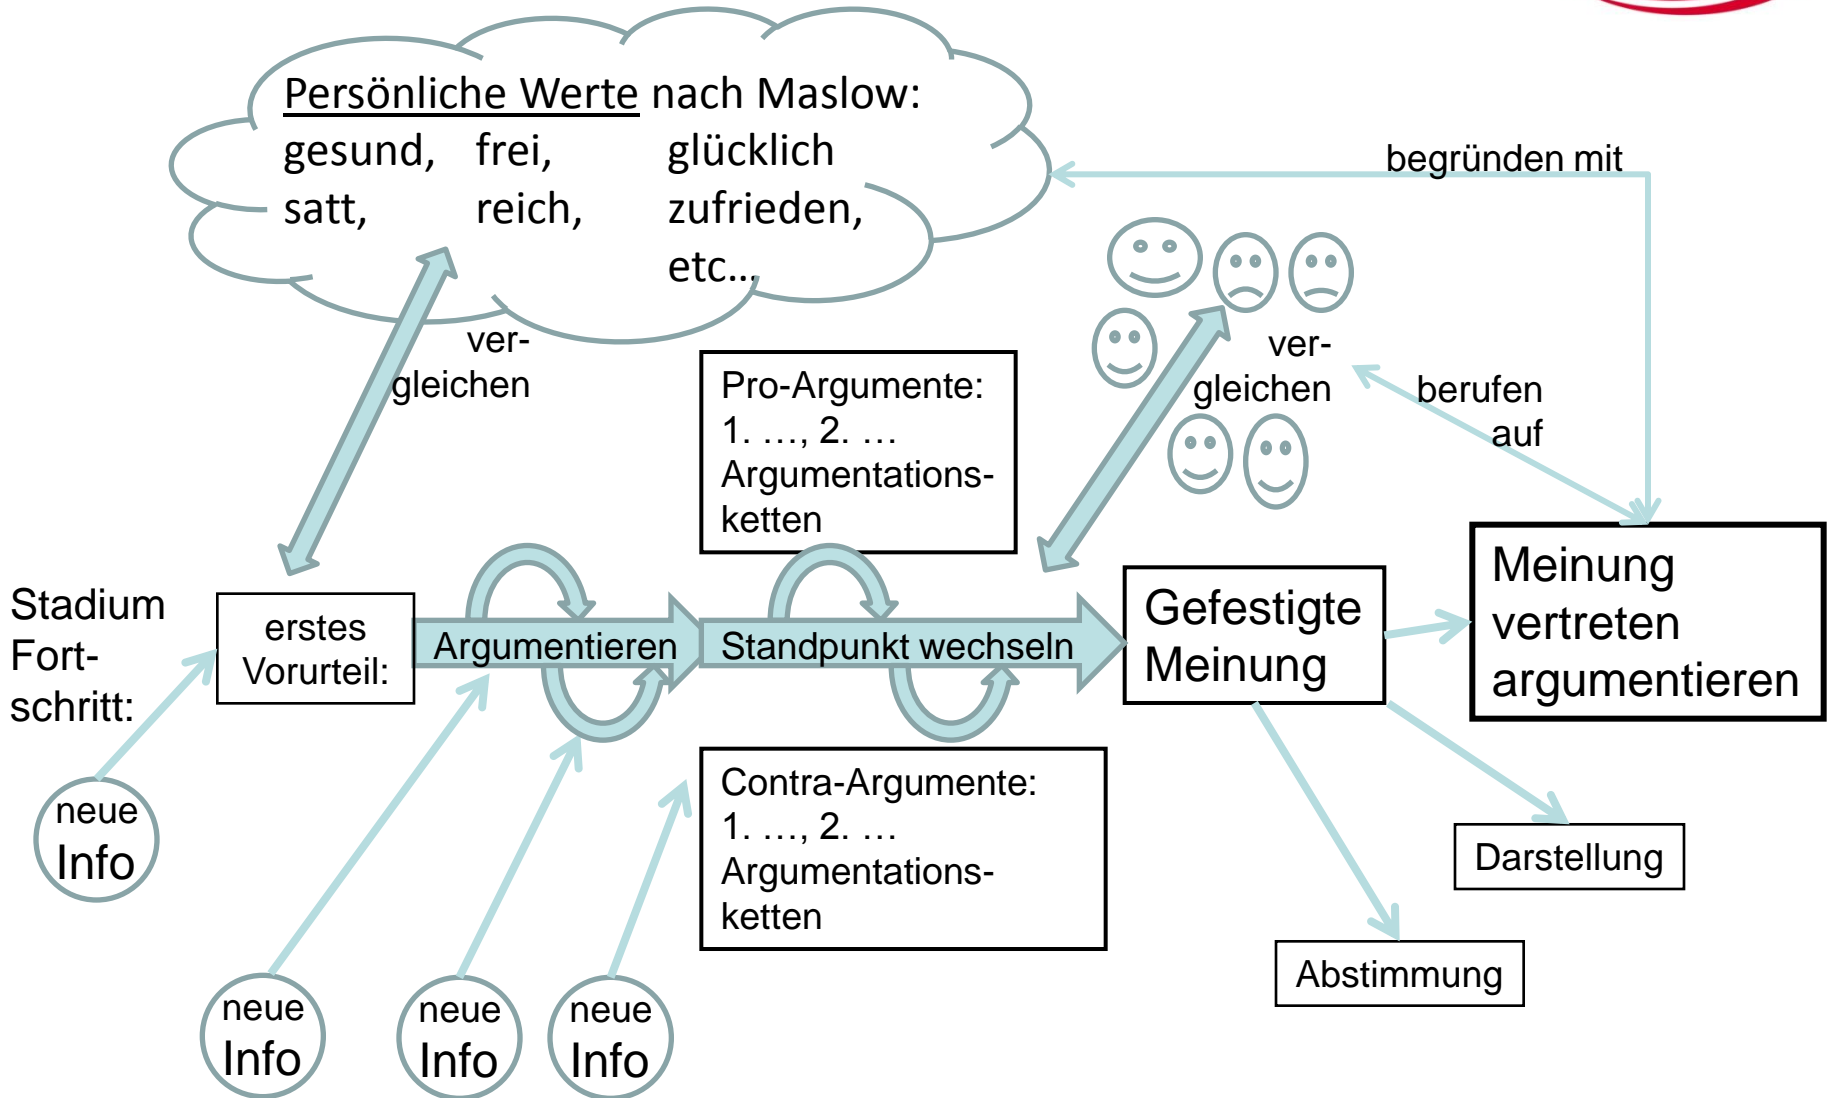 Persönliche Werte nach Maslow:
gesund, frei, glücklich
satt, reich, zufrieden,
etc...
begründen mit
ver-
gleichen
Pro-Argumente:
1. …, 2. …
Argumentations-
ketten
ver-
gleichen
berufen
auf
Stadium
Fort-
schritt:
erstes
Vorurteil:
Argumentieren
Standpunkt wechseln
Gefestigte
Meinung
Meinung
vertreten
argumentieren
neue
Info
Contra-Argumente:
1. …, 2. …
Argumentations-
ketten
Darstellung
Abstimmung
neue
Info
neue
Info
neue
Info